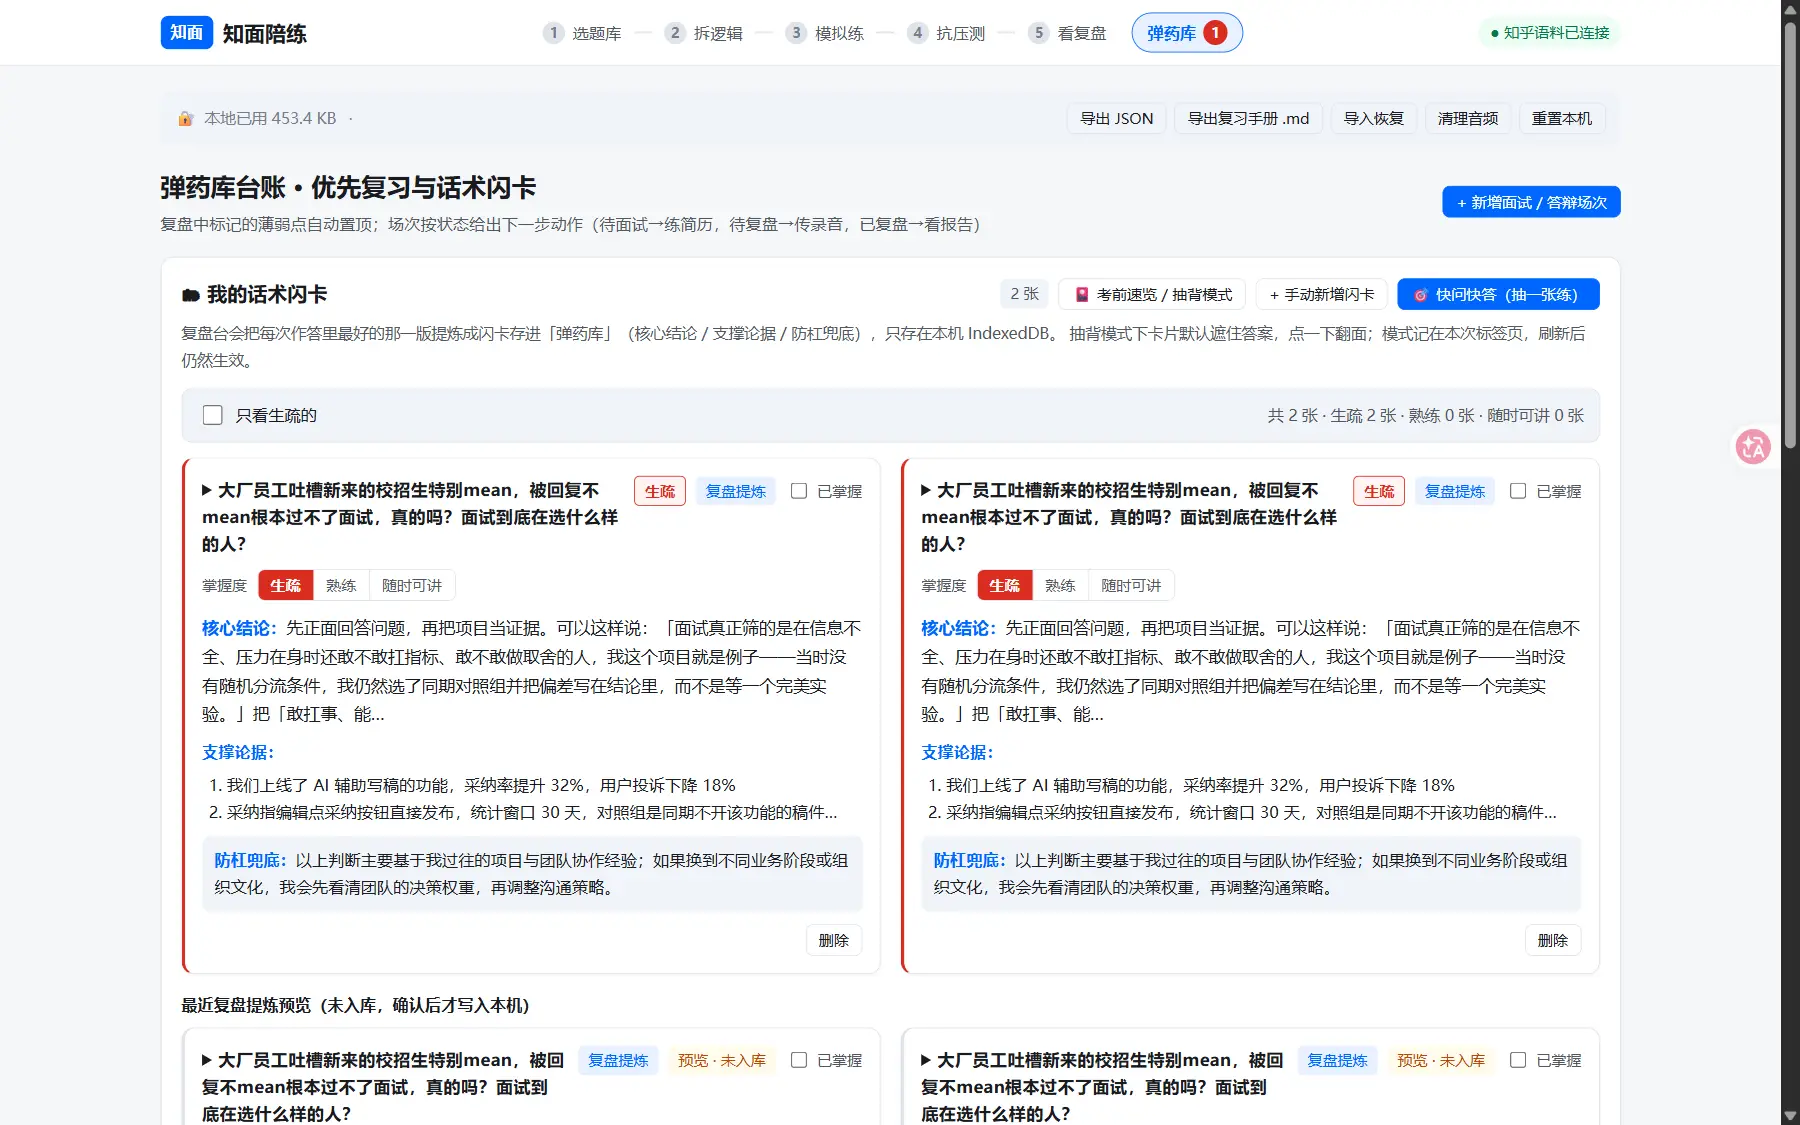 知面 知面陪练
1 选题库 2 拆逻辑 3 模拟练 4 抗压测 5 看复盘 弹药库 1
● 知乎语料已连接
本地已用 453.4 KB ·
导出 JSON 导出复习手册 .md 导入恢复 清理音频 重置本机
弹药库台账 · 优先复习与话术闪卡
复盘中标记的薄弱点自动置顶；场次按状态给出下一步动作（待面试→练简历，待复盘→传录音，已复盘→看报告）
+ 新增面试 / 答辩场次
我的话术闪卡
2 张 考前速览 / 抽背模式 + 手动新增闪卡 快问快答（抽一张练）
复盘台会把每次作答里最好的那一版提炼成闪卡存进「弹药库」（核心结论 / 支撑论据 / 防杠兜底），只存在本机 IndexedDB。 抽背模式下卡片默认遮住答案，点一下翻面；模式记在本次标签页，刷新后
仍然生效。
只看生疏的
共 2 张 · 生疏 2 张 · 熟练 0 张 · 随时可讲 0 张
▶ 大厂员工吐槽新来的校招生特别mean，被回复不
mean根本过不了面试，真的吗？面试到底在选什么样
的人？
生疏 复盘提炼 已掌握
掌握度 生疏 熟练 随时可讲
核心结论：先正面回答问题，再把项目当证据。可以这样说：「面试真正筛的是在信息不
全、压力在身时还敢不敢扛指标、敢不敢做取舍的人，我这个项目就是例子——当时没
有随机分流条件，我仍然选了同期对照组并把偏差写在结论里，而不是等一个完美实
验。」把「敢扛事、能...
支撑论据：
1. 我们上线了 AI 辅助写稿的功能，采纳率提升 32%，用户投诉下降 18%
2. 采纳指编辑点采纳按钮直接发布，统计窗口 30 天，对照组是同期不开该功能的稿件...
防杠兜底：以上判断主要基于我过往的项目与团队协作经验；如果换到不同业务阶段或组
织文化，我会先看清团队的决策权重，再调整沟通策略。
删除
▶ 大厂员工吐槽新来的校招生特别mean，被回复不
mean根本过不了面试，真的吗？面试到底在选什么样
的人？
生疏 复盘提炼 已掌握
掌握度 生疏 熟练 随时可讲
核心结论：先正面回答问题，再把项目当证据。可以这样说：「面试真正筛的是在信息不
全、压力在身时还敢不敢扛指标、敢不敢做取舍的人，我这个项目就是例子——当时没
有随机分流条件，我仍然选了同期对照组并把偏差写在结论里，而不是等一个完美实
验。」把「敢扛事、能...
支撑论据：
1. 我们上线了 AI 辅助写稿的功能，采纳率提升 32%，用户投诉下降 18%
2. 采纳指编辑点采纳按钮直接发布，统计窗口 30 天，对照组是同期不开该功能的稿件...
防杠兜底：以上判断主要基于我过往的项目与团队协作经验；如果换到不同业务阶段或组
织文化，我会先看清团队的决策权重，再调整沟通策略。
删除
最近复盘提炼预览（未入库，确认后才写入本机）
▶ 大厂员工吐槽新来的校招生特别mean，被回
复不mean根本过不了面试，真的吗？面试到
底在选什么样的人？
复盘提炼 预览 · 未入库 已掌握
▶ 大厂员工吐槽新来的校招生特别mean，被回
复不mean根本过不了面试，真的吗？面试到
底在选什么样的人？
复盘提炼 预览 · 未入库 已掌握